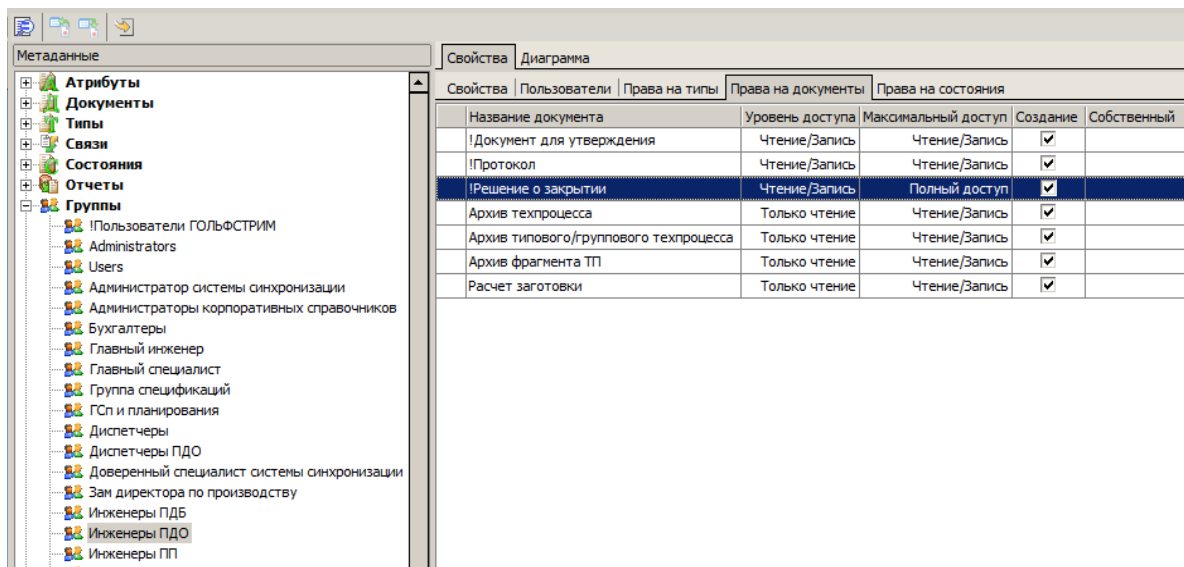 Метаданные
Атрибуты
Документы
Типы
Связи
Состояния
Отчеты
Группы
!Пользователи ГОЛЬФСТРИМ
Administrators
Users
Администратор системы синхронизации
Администраторы корпоративных справочников
Бухгалтеры
Главный инженер
Главный специалист
Группа спецификаций
ГСп и планирования
Диспетчеры
Диспетчеры ПДО
Доверенный специалист системы синхронизации
Зам директора по производству
Инженеры ПДБ
Инженеры ПДО
Инженеры ПП
Свойства Диаграмма
Свойства Пользователи Права на типы Права на документы Права на состояния
Название документа Уровень доступа Максимальный доступ Создание Собственный
!Документ для утверждения Чтение/Запись Чтение/Запись
!Протокол Чтение/Запись Чтение/Запись
!Решение о закрытии Чтение/Запись Полный доступ
Архив техпроцесса Только чтение Чтение/Запись
Архив типового/группового техпроцесса Только чтение Чтение/Запись
Архив фрагмента ТП Только чтение Чтение/Запись
Расчет заготовки Только чтение Чтение/Запись